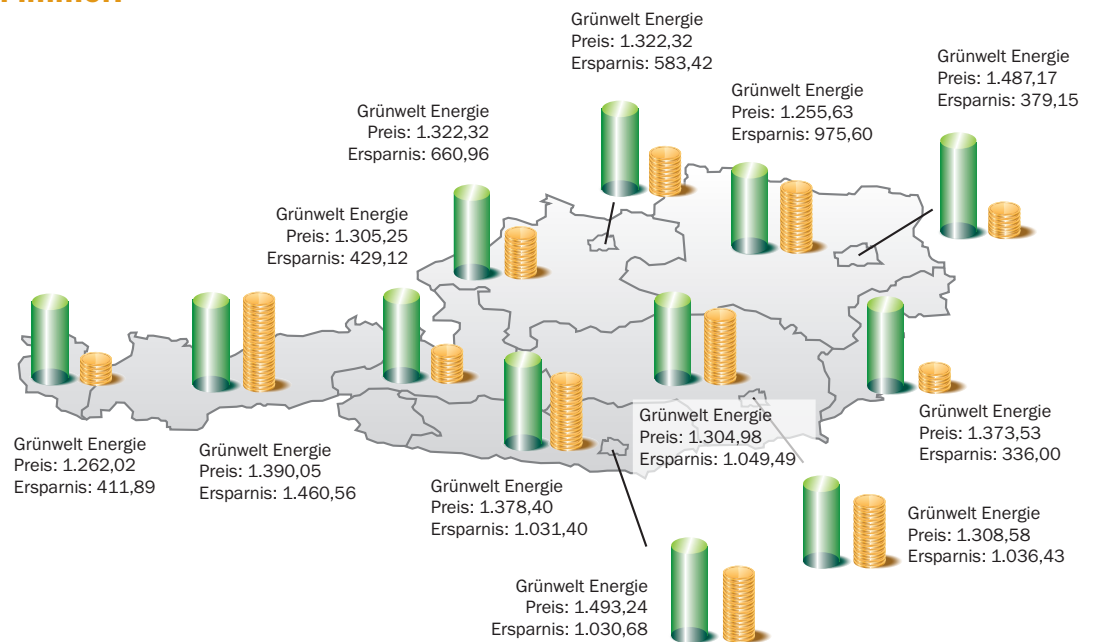 Grünwelt Energie
Preis: 1.322,32
Ersparnis: 583,42
Grünwelt Energie
Preis: 1.487,17
Ersparnis: 379,15
Grünwelt Energie
Preis: 1.255,63
Ersparnis: 975,60
Grünwelt Energie
Preis: 1.322,32
Ersparnis: 660,96
Grünwelt Energie
Preis: 1.305,25
Ersparnis: 429,12
Grünwelt Energie
Preis: 1.262,02
Ersparnis: 411,89
Grünwelt Energie
Preis: 1.390,05
Ersparnis: 1.460,56
Grünwelt Energie
Preis: 1.378,40
Ersparnis: 1.031,40
Grünwelt Energie
Preis: 1.304,98
Ersparnis: 1.049,49
Grünwelt Energie
Preis: 1.373,53
Ersparnis: 336,00
Grünwelt Energie
Preis: 1.308,58
Ersparnis: 1.036,43
Grünwelt Energie
Preis: 1.493,24
Ersparnis: 1.030,68